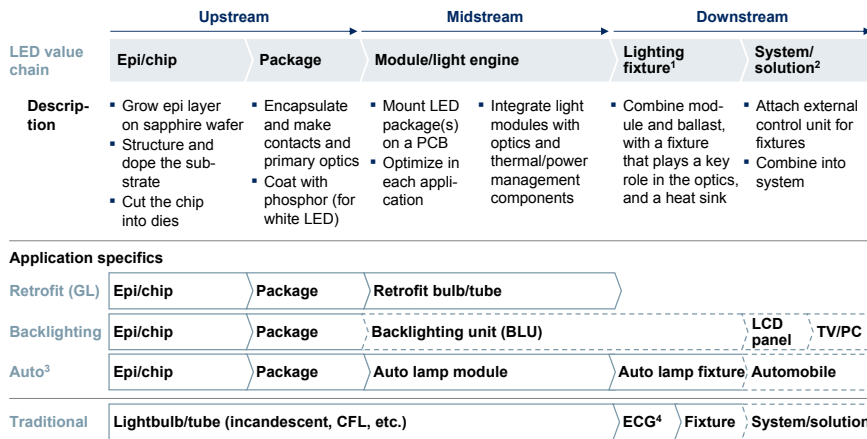 Upstream
Midstream
Downstream
LED value
chain
Epi/chip
Package
Module/light engine
Lighting
fixture1
System/
solution2
Descrip-
tion
▪ Grow epi layer
on sapphire wafer
▪ Structure and
dope the sub-
strate
▪ Cut the chip
into dies
▪ Encapsulate
and make
contacts and
primary optics
▪ Coat with
phosphor (for
white LED)
▪ Mount LED
package(s)
on a PCB
▪ Optimize in
each appli-
cation
▪ Integrate light
modules with
optics and
thermal/power
management
components
▪ Combine mod-
ule and ballast,
with a fixture
that plays a key
role in the optics,
and a heat sink
▪ Attach external
control unit for
fixtures
▪ Combine into
system
Application specifics
Retrofit (GL)
Epi/chip
Package
Retrofit bulb/tube
Backlighting
Epi/chip
Package
Backlighting unit (BLU)
LCD
panel
TV/PC
Auto3
Epi/chip
Package
Auto lamp module
Auto lamp fixture
Automobile
Traditional
Lightbulb/tube (incandescent, CFL, etc.)
ECG4
Fixture
System/solution